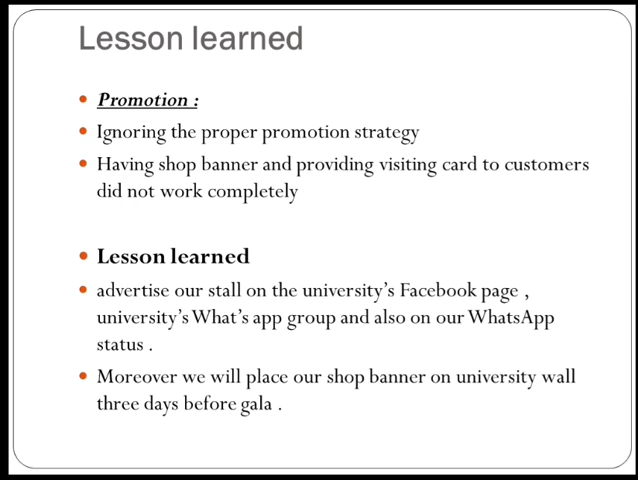 Lesson learned
Promotion :
Ignoring the proper promotion strategy
Having shop banner and providing visiting card to customers
did not work completely
Lesson learned
advertise our stall on the university's Facebook page ,
university's What's app group and also on our WhatsApp
status .
Moreover we will place our shop banner on university wall
three days before gala .